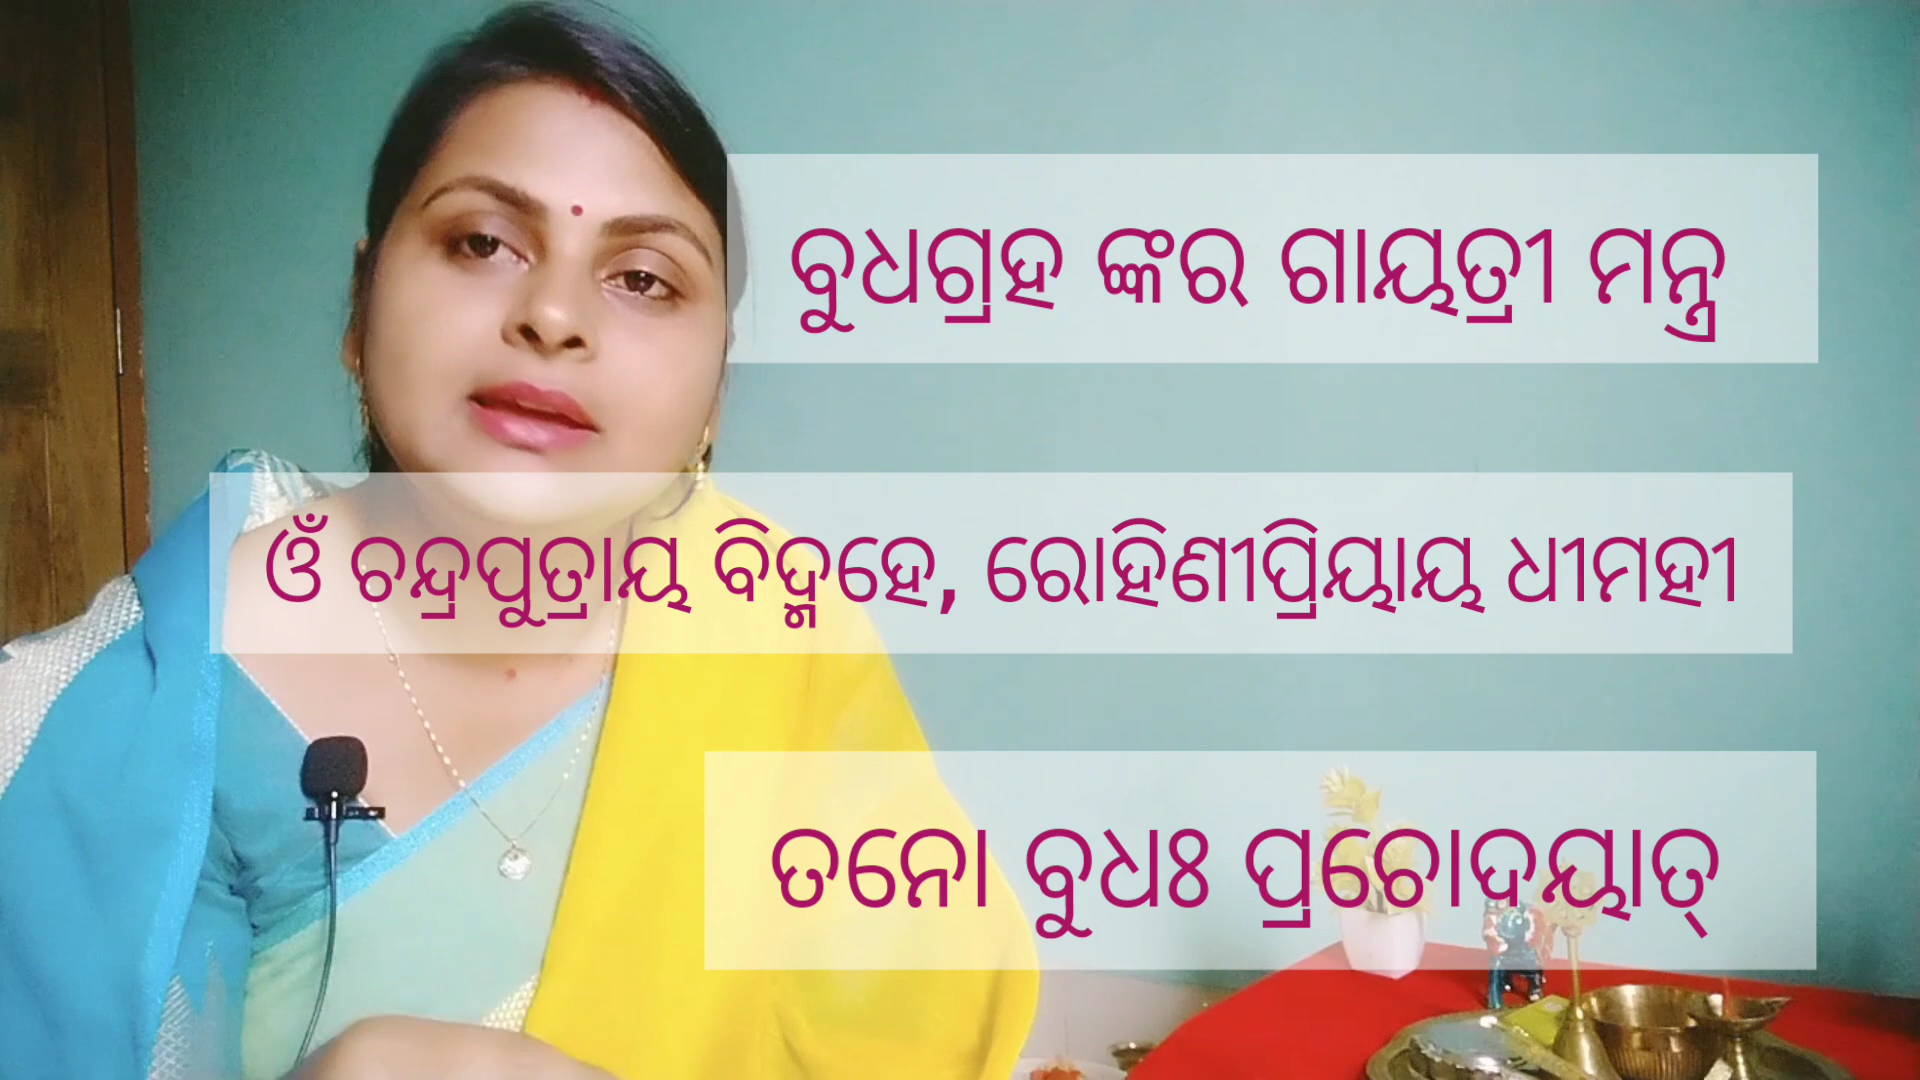 ବୁଧଗ୍ରହ ଙ୍କର ଗାୟତ୍ରୀ ମନ୍ତ୍ର
ଓଁ ଚନ୍ଦ୍ରପୁତ୍ରାୟ ବିଦ୍ମହେ, ରୋହିଣୀପ୍ରିୟାୟ ଧୀମହୀ
ତନୋ ବୁଧଃ ପ୍ରଚୋଦୟାତ୍